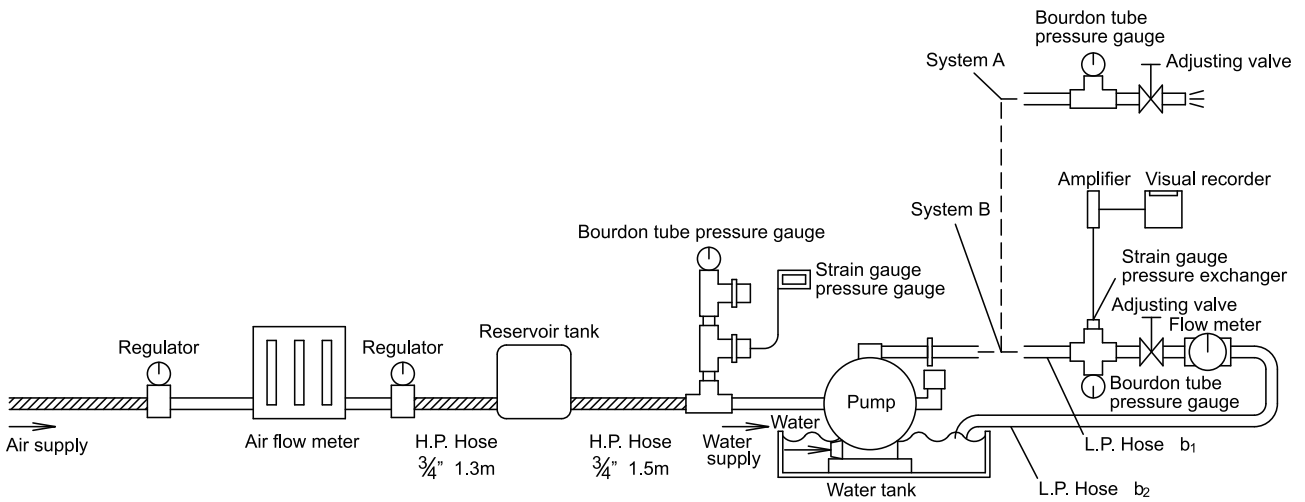 Bourdon tube
pressure gauge
System A
Adjusting valve
Amplifier
Visual recorder
System B
Bourdon tube pressure gauge
Strain gauge
pressure gauge
Strain gauge
pressure exchanger
Adjusting valve
Flow meter
Regulator
Regulator
Reservoir tank
Pump
Bourdon tube
pressure gauge
Water
Air supply
Air flow meter
H.P. Hose
¾" 1.3m
H.P. Hose
¾" 1.5m
Water
supply
L.P. Hose b₁
Water tank
L.P. Hose b₂